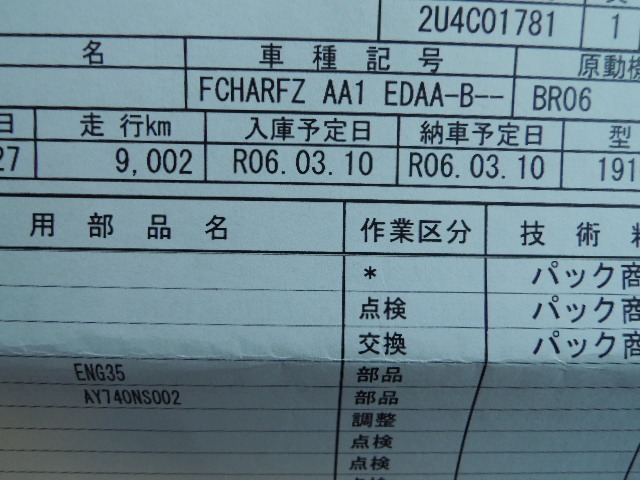 2U4C01781 1
名 車種記号 原動機
FCHARFZ AA1 EDAA-B-- BR06
日 走行km 入庫予定日 納車予定日 型
27 9,002 R06.03.10 R06.03.10 191
用部品名 作業区分 技術料
* パック商
点検 パック商
交換 パック商
ENG35 部品
AY740NS002 部品
調整
点検
点検